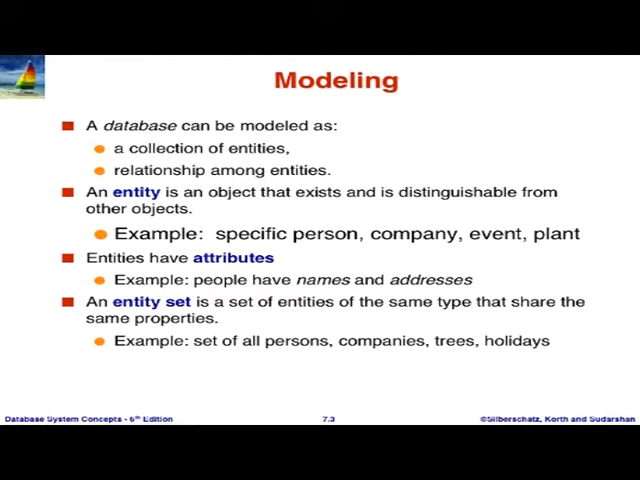 Modeling
A database can be modeled as:
a collection of entities,
relationship among entities.
An entity is an object that exists and is distinguishable from
other objects.
Example: specific person, company, event, plant
Entities have attributes
Example: people have names and addresses
An entity set is a set of entities of the same type that share the
same properties.
Example: set of all persons, companies, trees, holidays
Database System Concepts - 6th Edition 7.3 ©Silberschatz, Korth and Sudarshan